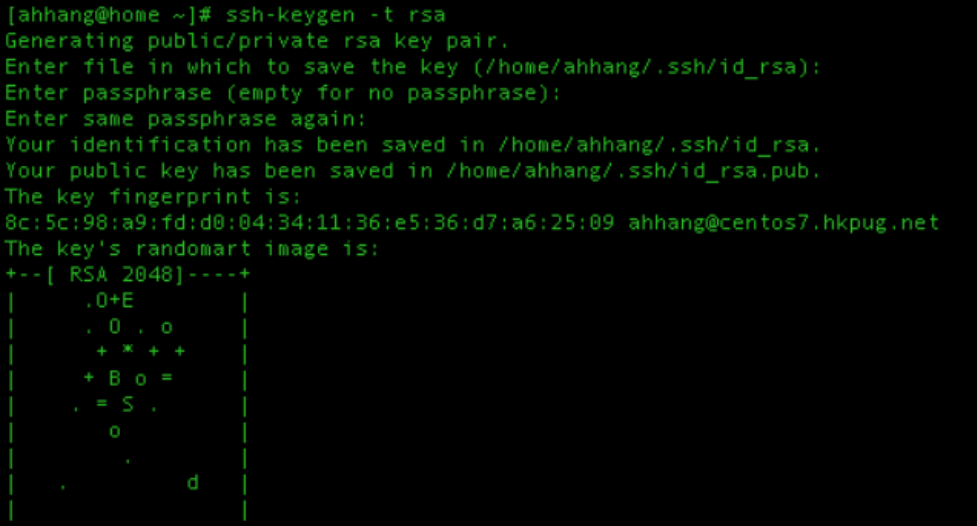 [ahhang@home ~]# ssh-keygen -t rsa
Generating public/private rsa key pair.
Enter file in which to save the key (/home/ahhang/.ssh/id_rsa):
Enter passphrase (empty for no passphrase):
Enter same passphrase again:
Your identification has been saved in /home/ahhang/.ssh/id_rsa.
Your public key has been saved in /home/ahhang/.ssh/id_rsa.pub.
The key fingerprint is:
8c:5c:98:a9:fd:d0:04:34:11:36:e5:36:d7:a6:25:09 ahhang@centos7.hkpug.net
The key's randomart image is:
+--[ RSA 2048]----+
|     .O+E        |
|     . O . o     |
|      + * + +    |
|     + B o =     |
|    . = S .      |
|       o         |
|        .        |
|   .         d   |
|                 |